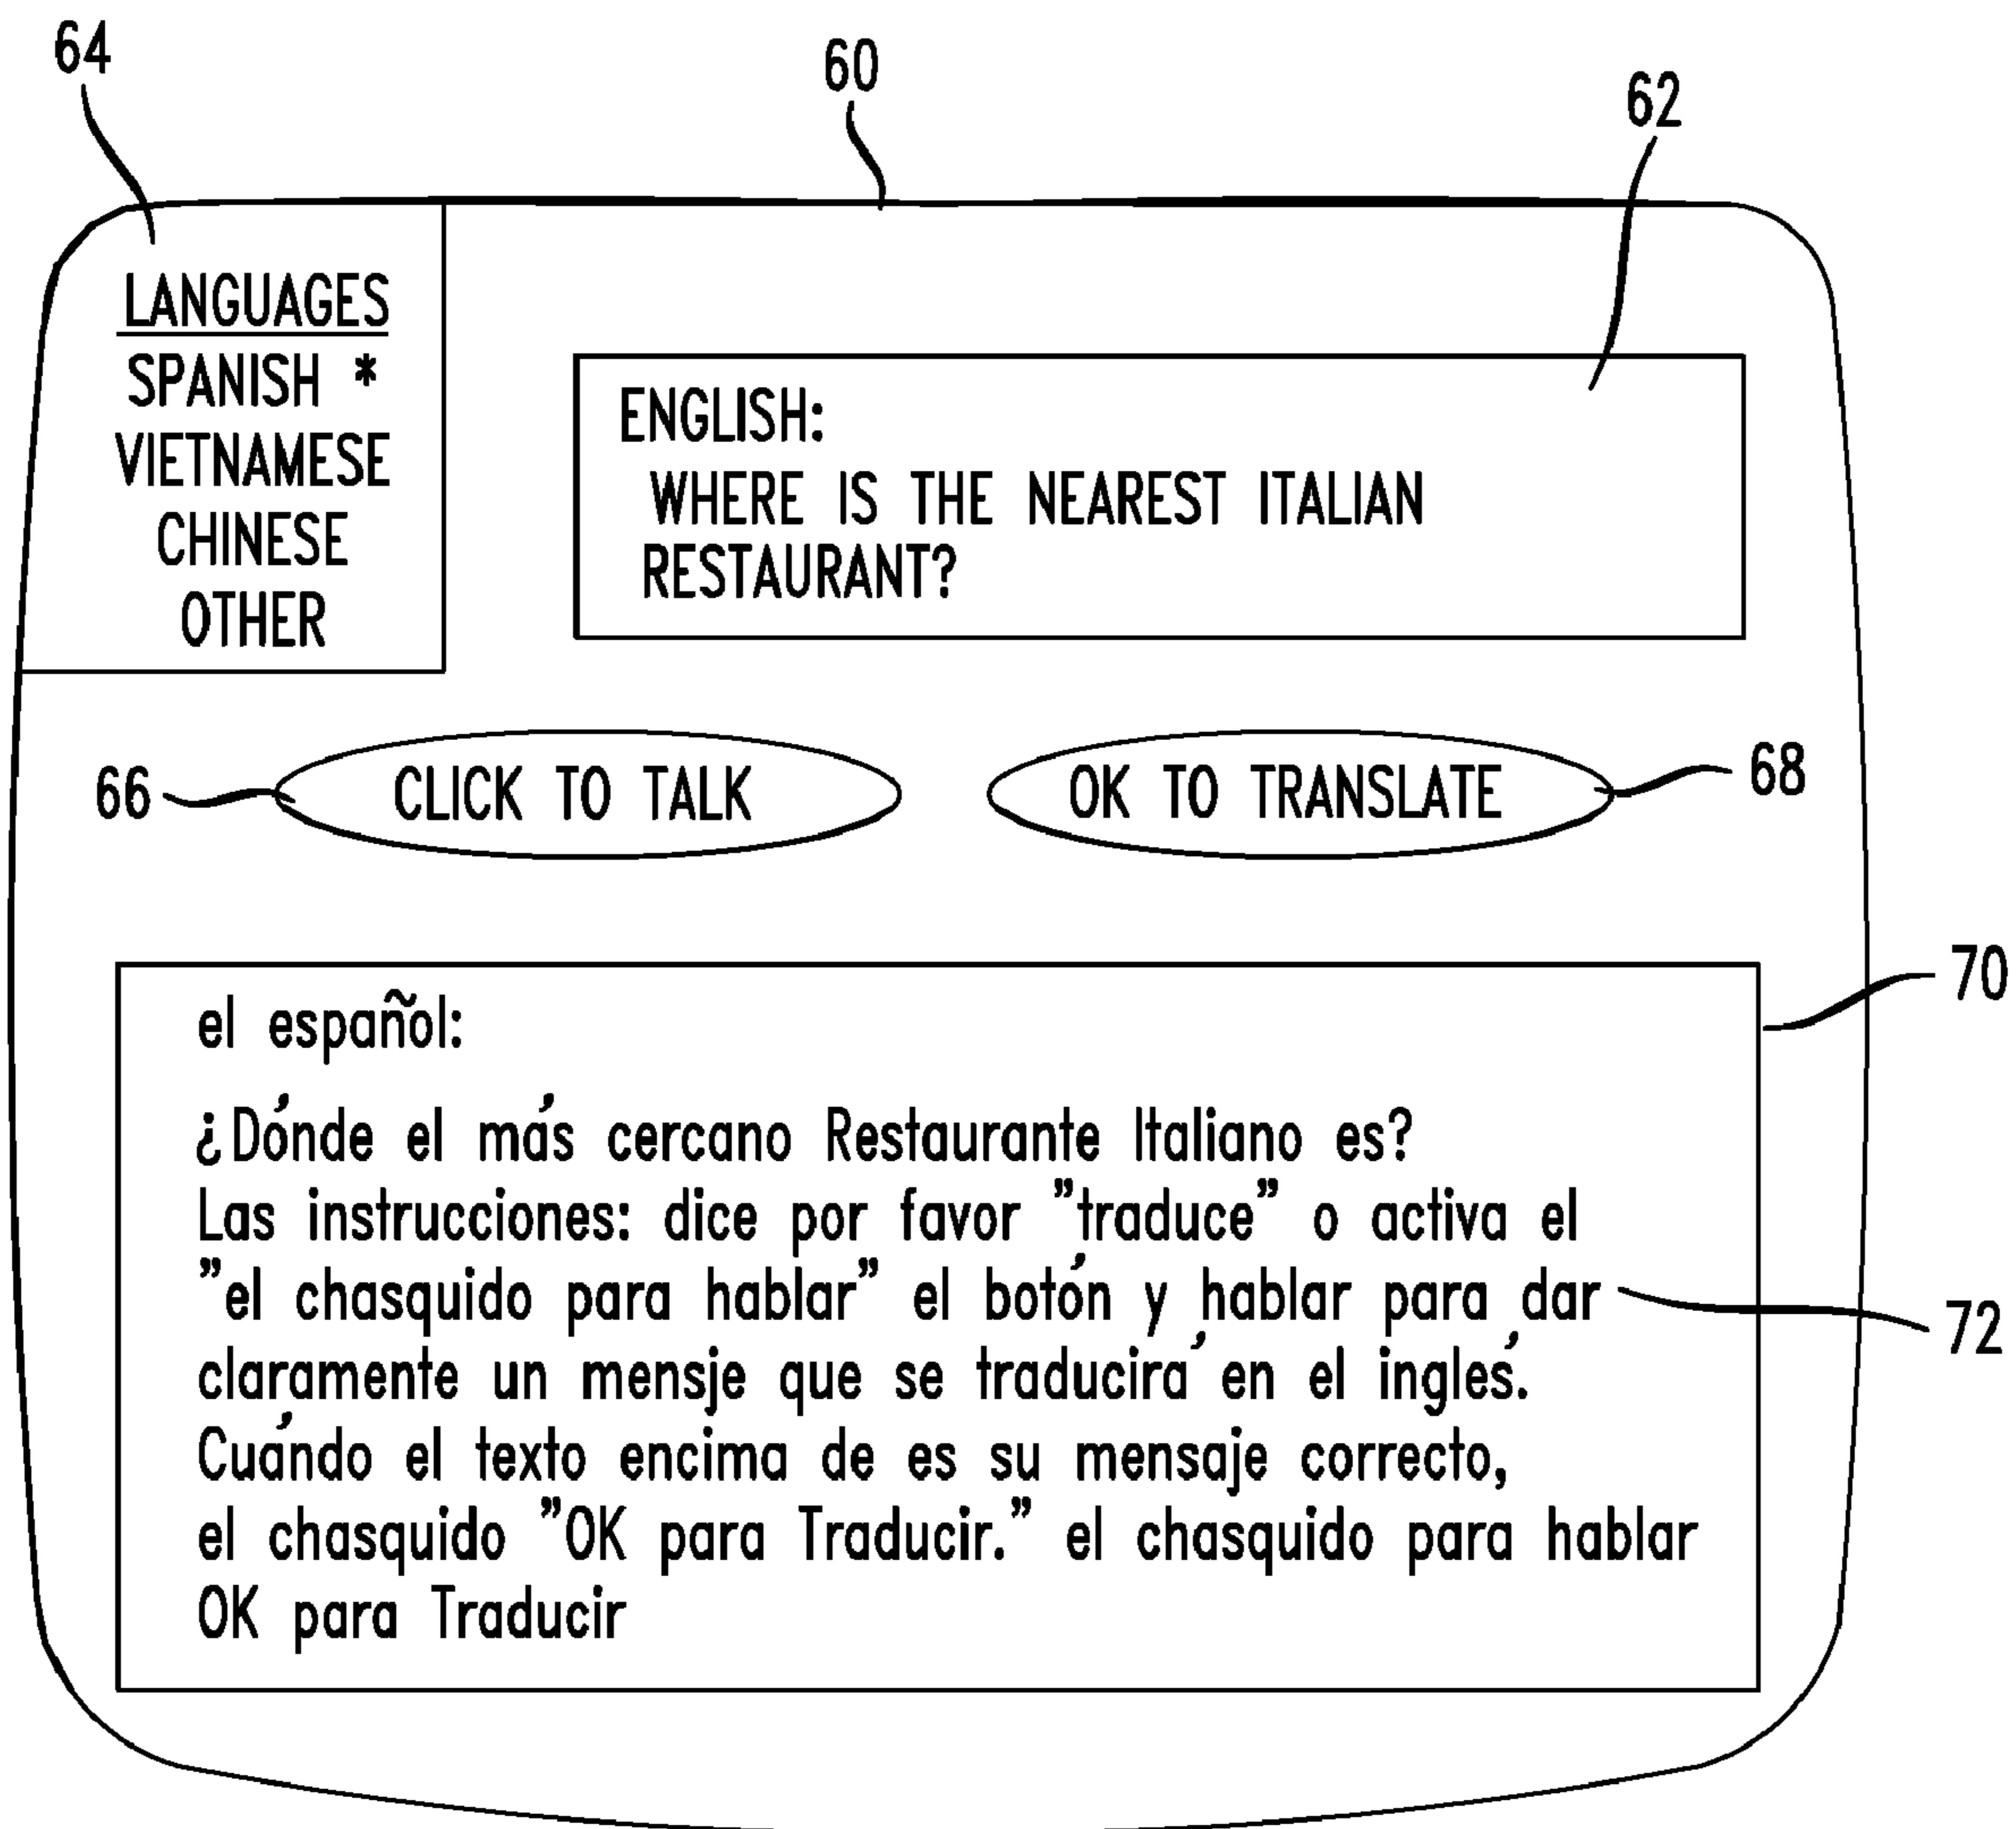 64
60
62
LANGUAGES
SPANISH *
VIETNAMESE
CHINESE
OTHER
ENGLISH:
WHERE IS THE NEAREST ITALIAN
RESTAURANT?
66
CLICK TO TALK
OK TO TRANSLATE
68
70
el español:
¿Dónde el más cercano Restaurante Italiano es?
Las instrucciones: dice por favor "traduce" o activa el
"el chasquido para hablar" el botón y hablar para dar
72
claramente un mensje que se traducirá en el inglés.
Cuándo el texto encima de es su mensaje correcto,
el chasquido "OK para Traducir." el chasquido para hablar
OK para Traducir